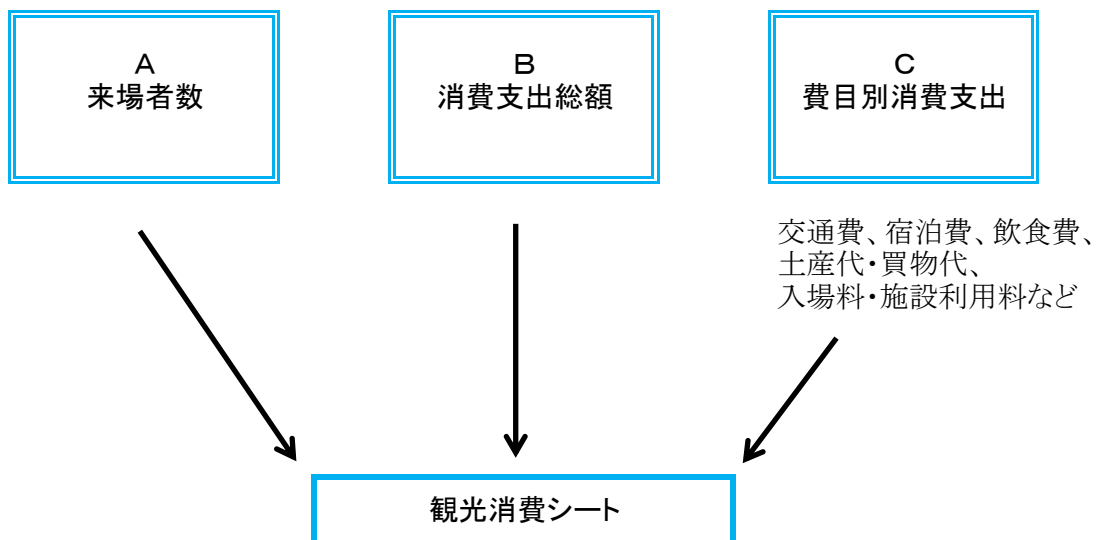 A
来場者数
B
消費支出総額
C
費目別消費支出
交通費、宿泊費、飲食費、
土産代・買物代、
入場料・施設利用料など
観光消費シート